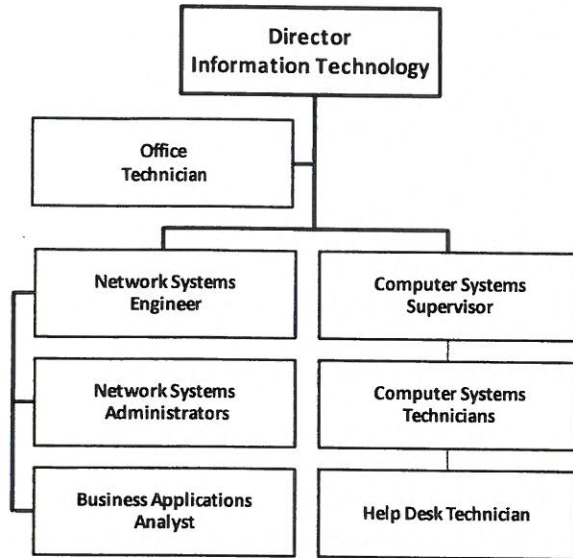 Director
Information Technology
Office
Technician
Network Systems
Engineer
Computer Systems
Supervisor
Network Systems
Administrators
Computer Systems
Technicians
Business Applications
Analyst
Help Desk Technician